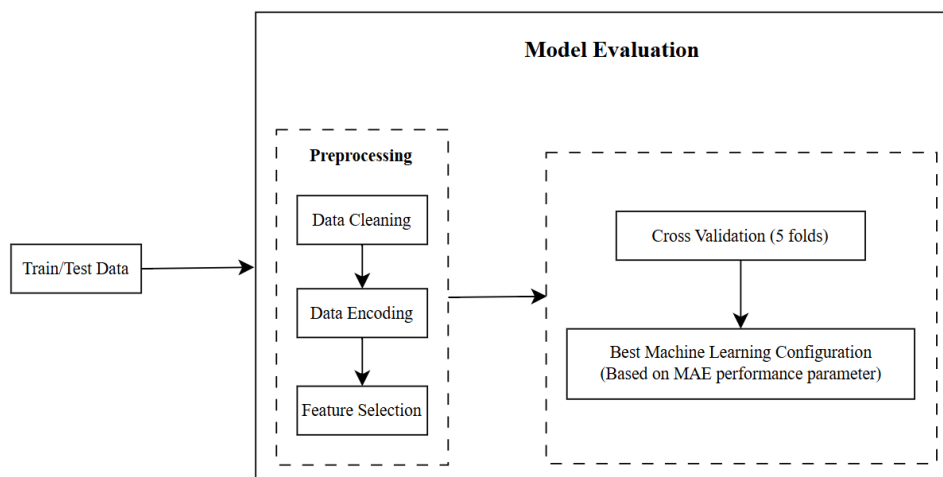 Model Evaluation
Preprocessing
Data Cleaning
Cross Validation (5 folds)
Train/Test Data
Data Encoding
Best Machine Learning Configuration
(Based on MAE performance parameter)
Feature Selection